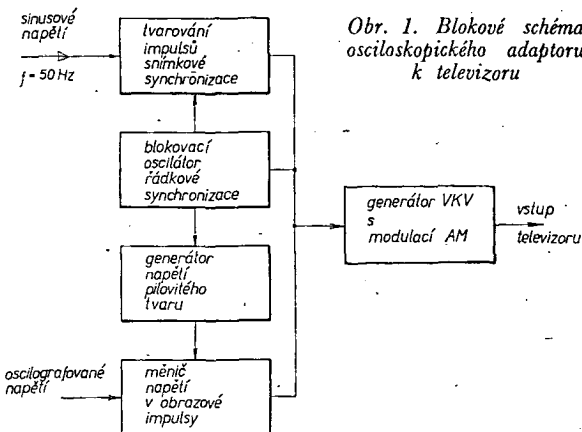 sinusové
napětí
f = 50 Hz
tvarování
impulsů
snímkové
synchronizace
Obr. 1. Blokové schéma
osciloskopického adaptoru
k televizoru
blokovací
oscilátor
řádkové
synchronizace
generátor VKV
s
modulací AM
vstup
televizoru
generátor
napětí
pilovitého
tvaru
oscilografované
napětí
měnič
napětí
v obrazové
impulsy